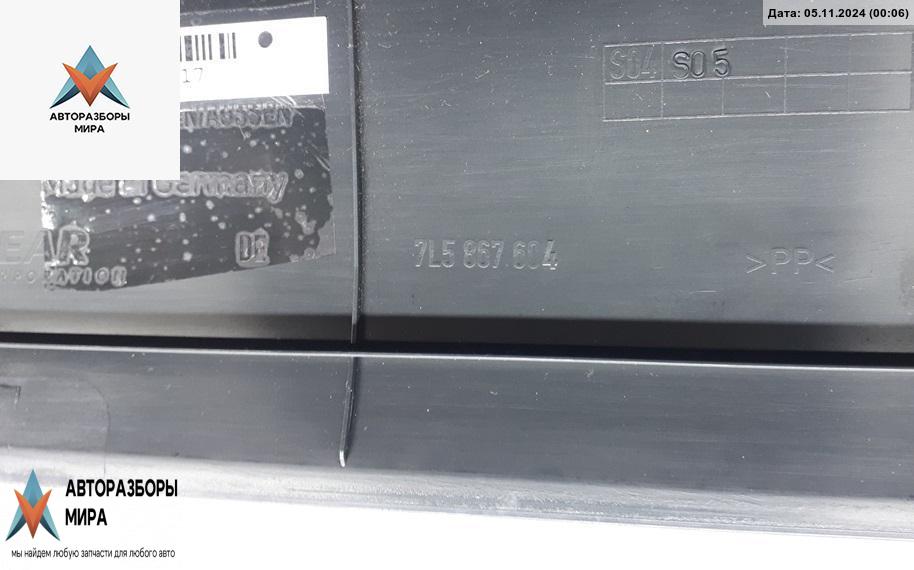 Дата: 05.11.2024 (00:06)
АВТОРАЗБОРЫ
МИРА
17
S04 S05
Made in Germany
EAR
DE
7L5 867 604
>PP<
АВТОРАЗБОРЫ
МИРА
мы найдем любую запчасти для любого авто